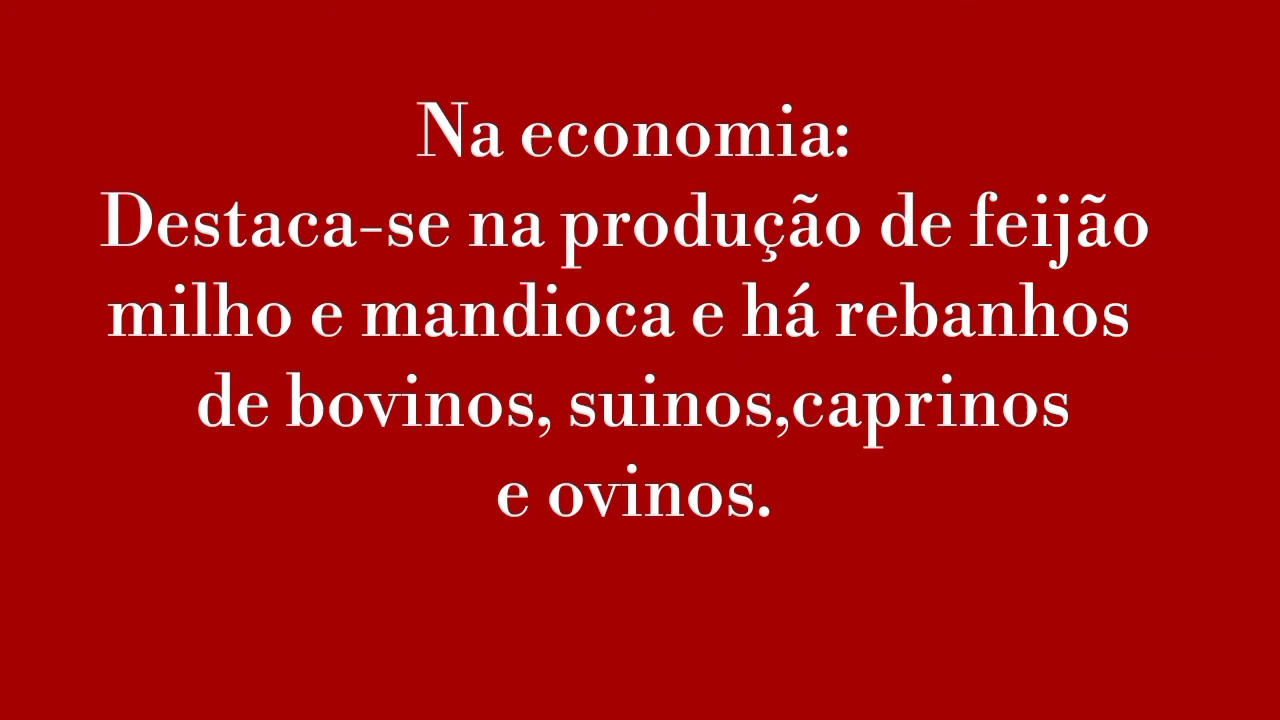 Na economia:
Destaca-se na produção de feijão
milho e mandioca e há rebanhos
de bovinos, suinos,caprinos
e ovinos.